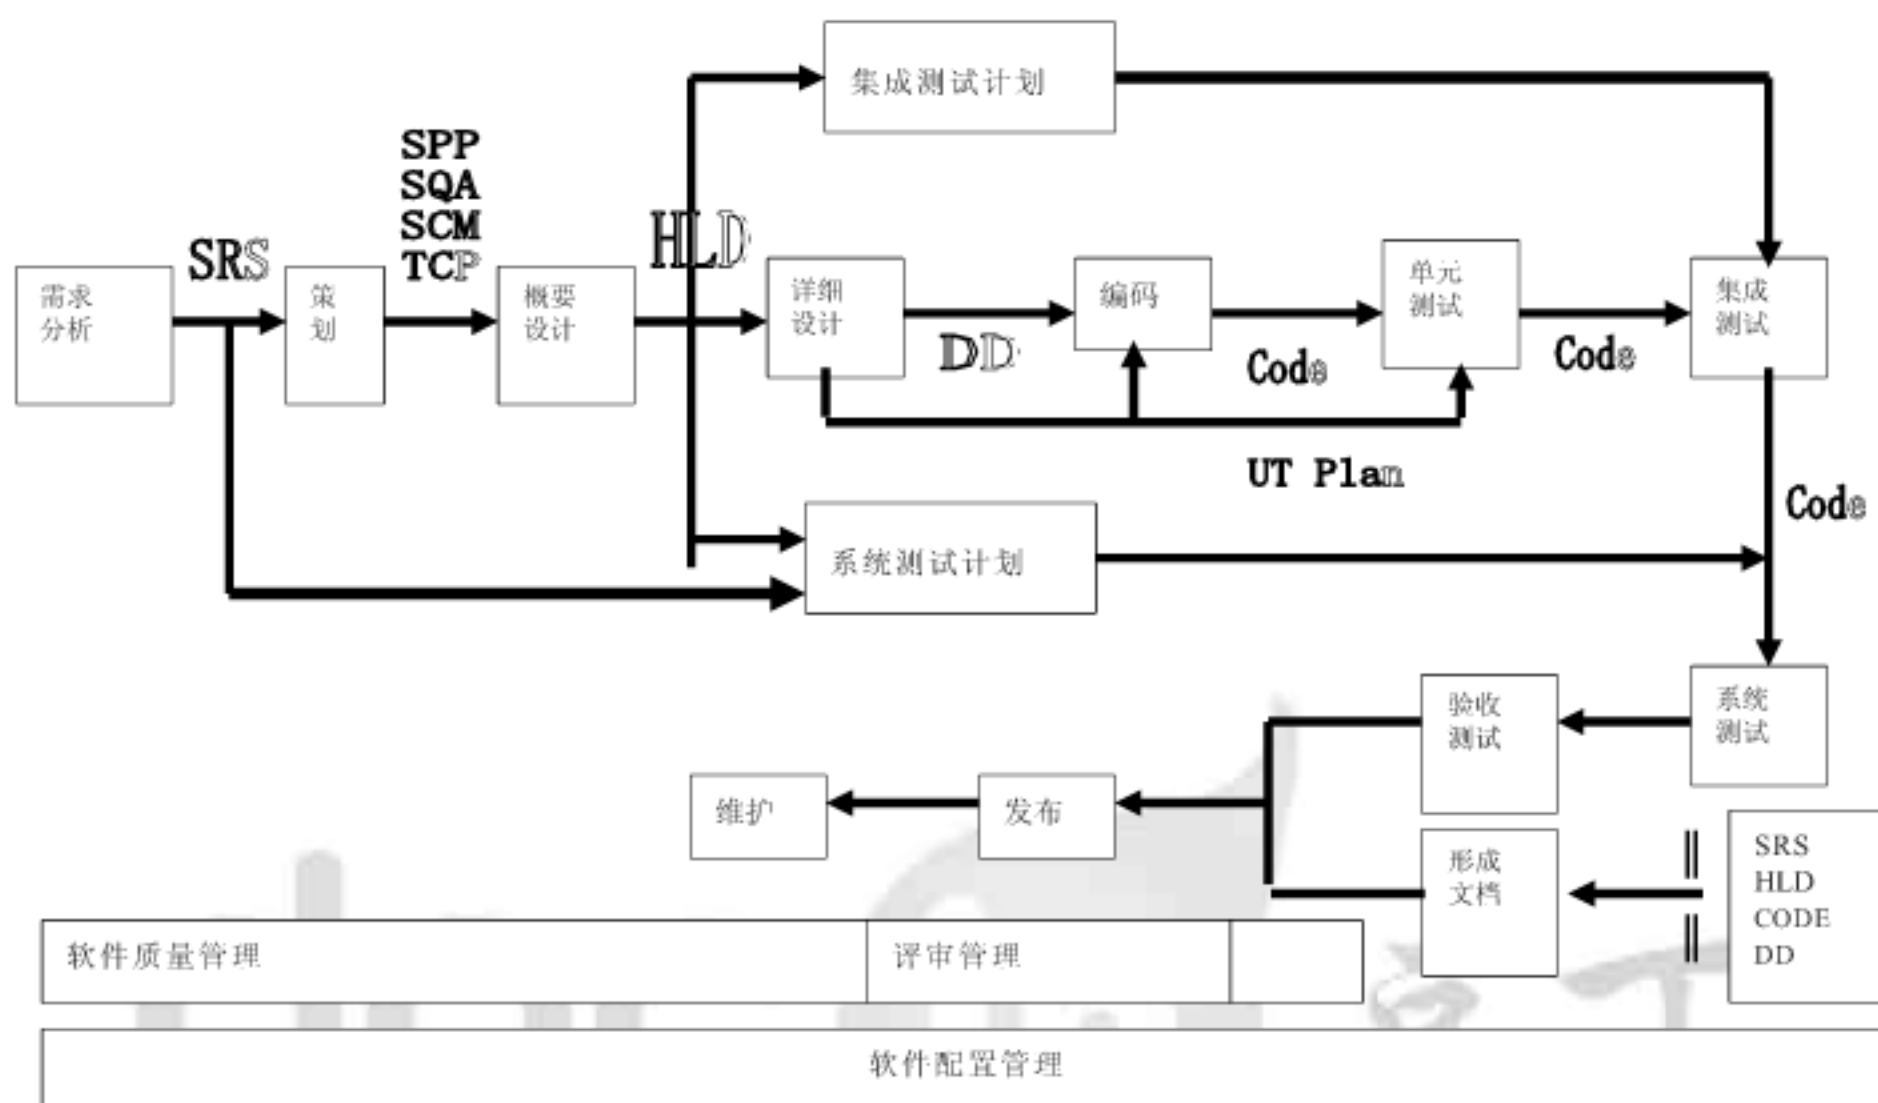 集成测试计划
SPP
SQA
SCM
TCP
SRS
HLD
需求
分析
策
划
概要
设计
详细
设计
DD
编码
Code
单元
测试
Code
集成
测试
UT Plan
Code
系统测试计划
系统
测试
验收
测试
发布
维护
形成
文档
SRS
HLD
CODE
DD
软件质量管理
评审管理
软件配置管理